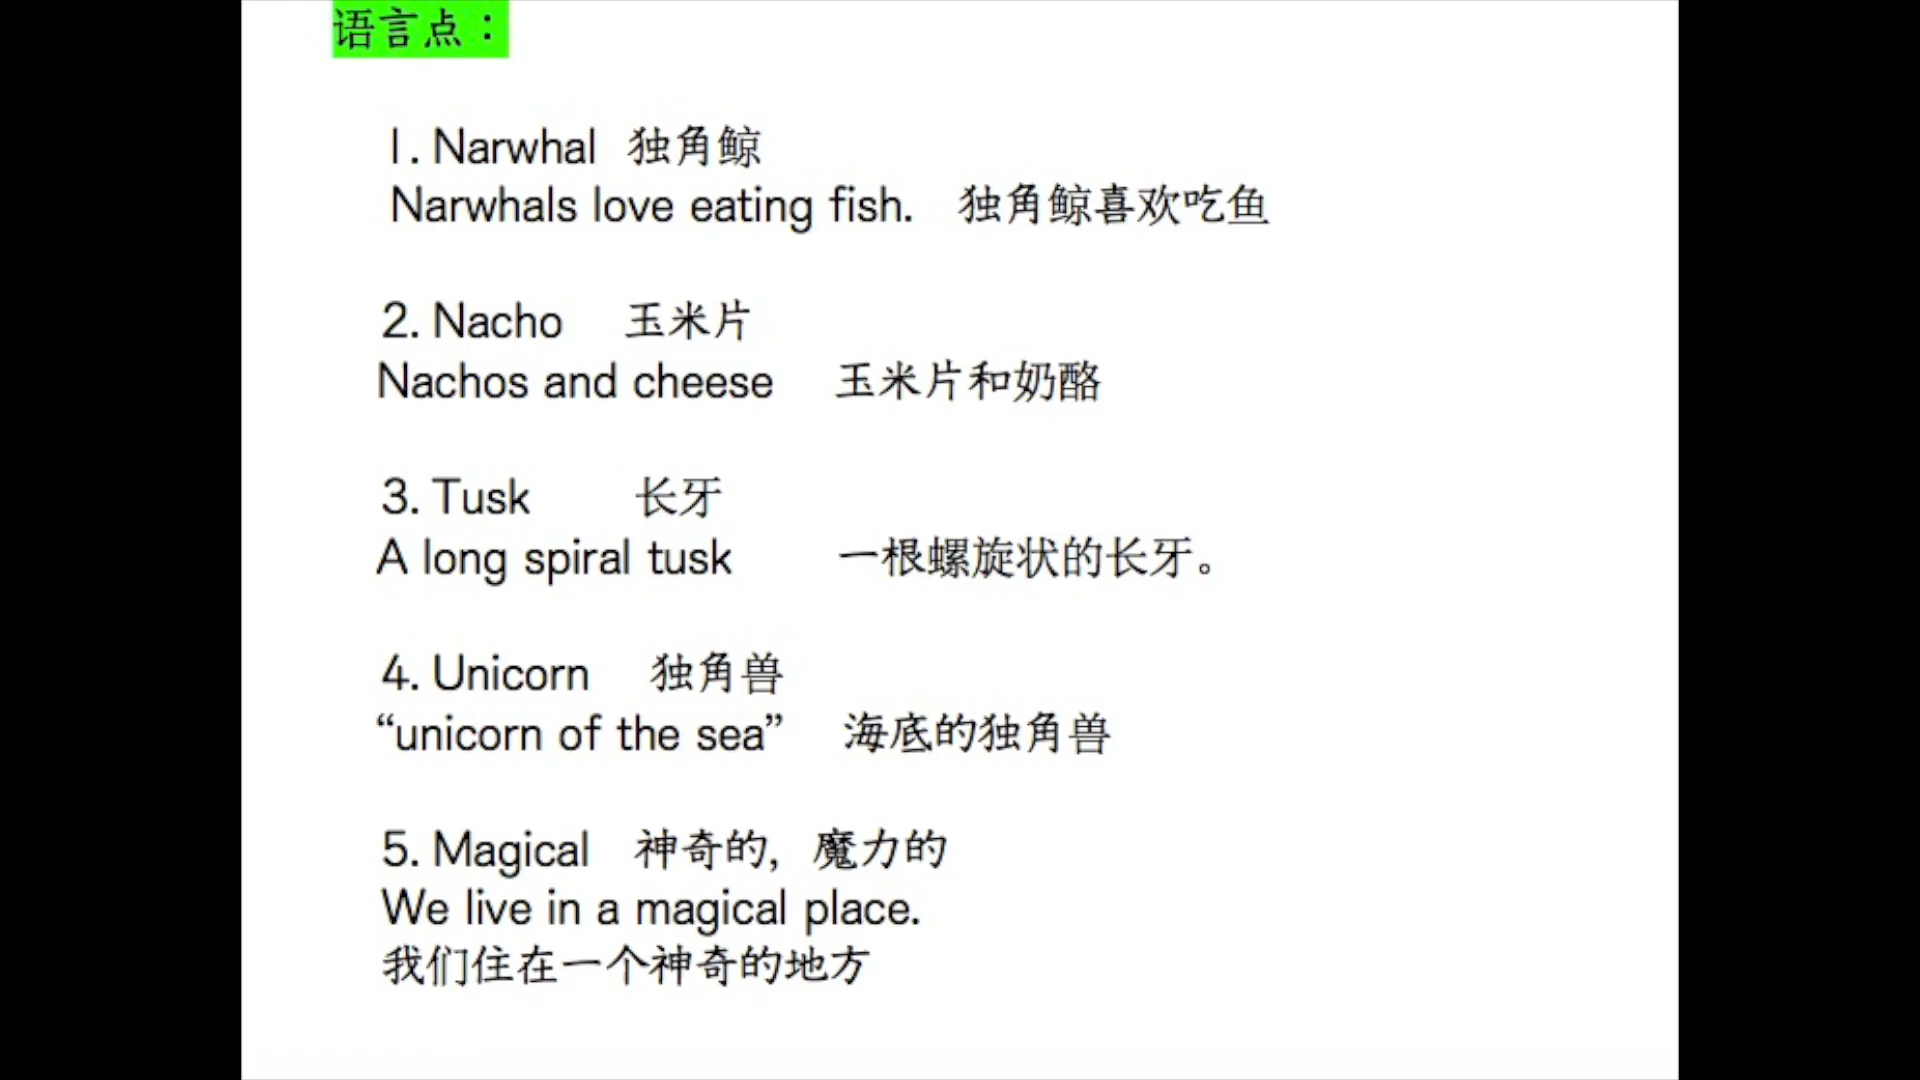 语言点：
1. Narwhal 独角鲸
Narwhals love eating fish. 独角鲸喜欢吃鱼
2. Nacho 玉米片
Nachos and cheese 玉米片和奶酪
3. Tusk 长牙
A long spiral tusk 一根螺旋状的长牙。
4. Unicorn 独角兽
“unicorn of the sea” 海底的独角兽
5. Magical 神奇的，魔力的
We live in a magical place.
我们住在一个神奇的地方